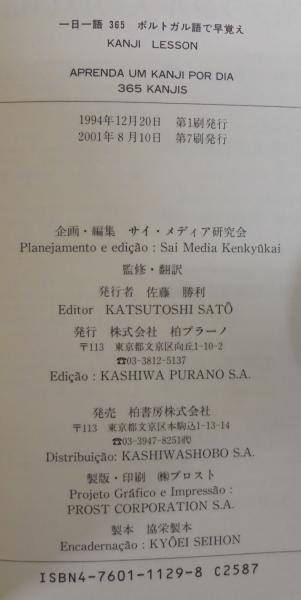 一日一語 365 ポルトガル語で早覚え
KANJI LESSON
APRENDA UM KANJI POR DIA
365 KANJIS
1994年12月20日 第1刷発行
2001年8月10日 第7刷発行
企画・編集 サイ・メディア研究会
Planejamento e edição : Sai Media Kenkyūkai
監修・翻訳
発行者 佐藤 勝利
Editor KATSUTOSHI SATŌ
発行 株式会社 柏プラーノ
〒113 東京都文京区向丘1-10-2
☎03-3812-5137
Edição : KASHIWA PURANO S.A.
発売 柏書房株式会社
〒113 東京都文京区本駒込1-13-14
☎03-3947-8251㈹
Distribuição: KASHIWASHOBO S.A.
製版・印刷 ㈱プロスト
Projeto Gráfico e Impressão :
PROST CORPORATION S.A.
製本 協栄製本
Encadernação : KYŌEI SEIHON
ISBN4-7601-1129-8 C2587